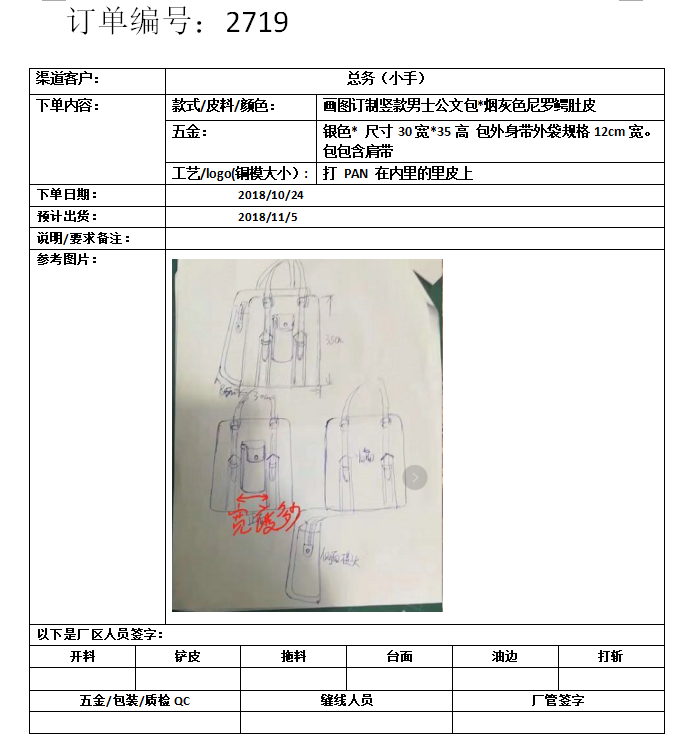 订单编号：2719
渠道客户： 总务（小手）
下单内容： 款式/皮料/颜色： 画图订制竖款男士公文包*烟灰色尼罗鳄肚皮
五金： 银色* 尺寸30宽*35高 包外身带外袋规格12cm宽。
包包含肩带
工艺/logo(铜模大小）: 打 PAN 在内里的里皮上
下单日期： 2018/10/24
预计出货： 2018/11/5
说明/要求备注：
参考图片：
35cm
宽度多少
以下是厂区人员签字：
开料 铲皮 拖料 台面 油边 打斩
五金/包装/质检 QC 缝线人员 厂管签字